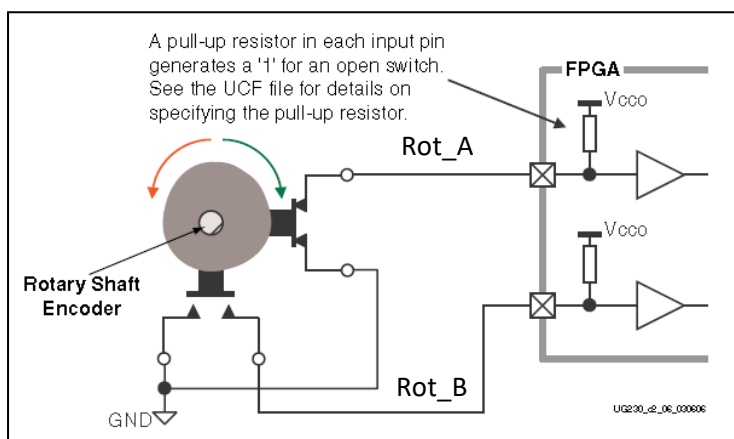 A pull-up resistor in each input pin
generates a '1' for an open switch.
See the UCF file for details on
specifying the pull-up resistor.
FPGA
Vcco
Rot_A
Vcco
Rotary Shaft
Encoder
Rot_B
GND
UG230_c2_06_030606